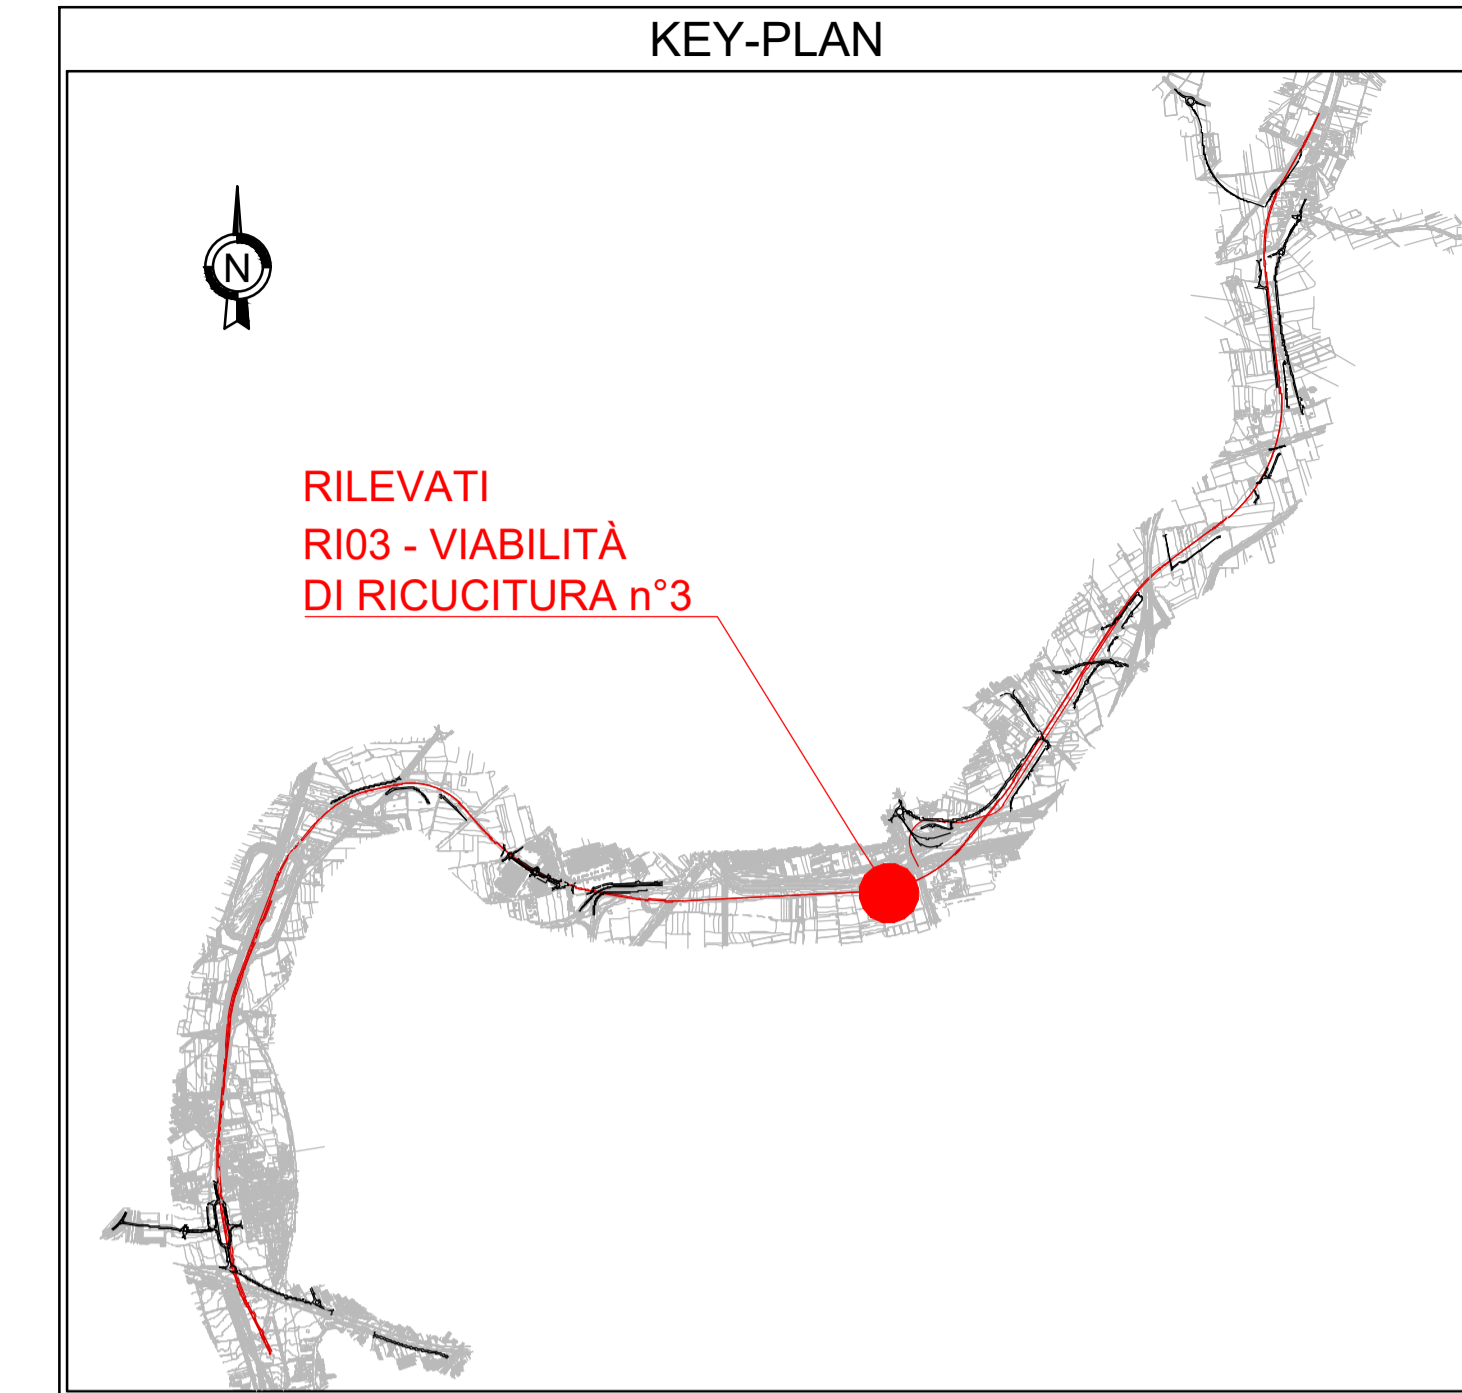 KEY-PLAN
N
RILEVATI
RI03 - VIABILITÀ
DI RICUCITURA n°3